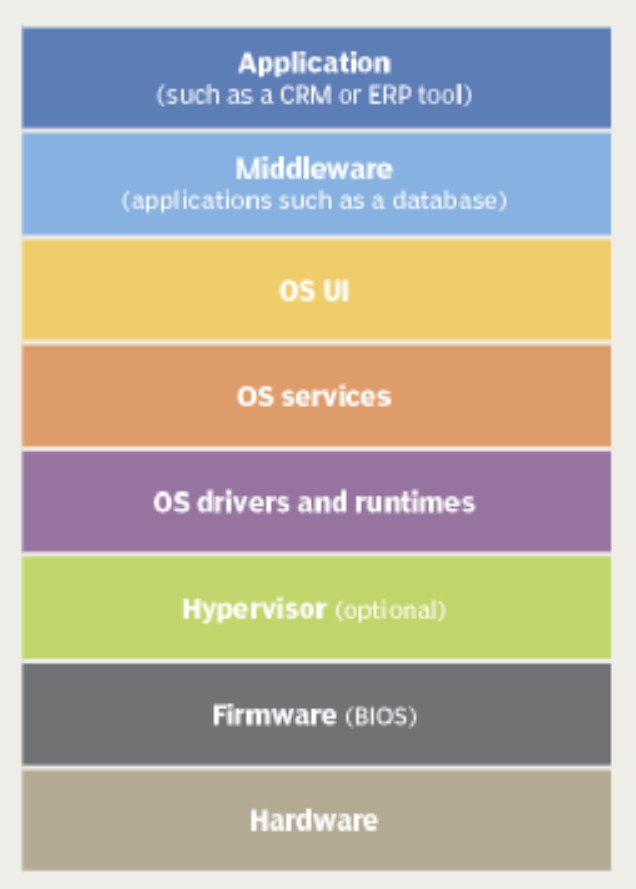 Application
(such as a CRM or ERP tool)
Middleware
(applications such as a database)
OS UI
OS services
OS drivers and runtimes
Hypervisor (optional)
Firmware (BIOS)
Hardware